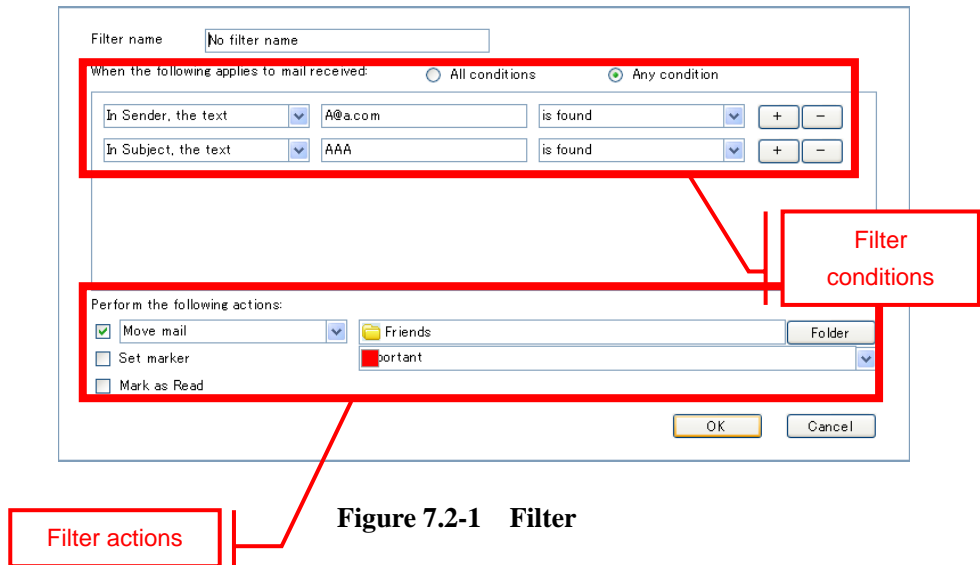 Filter name No filter name
When the following applies to mail received: All conditions Any condition
In Sender, the text A@a.com is found + −
In Subject, the text AAA is found + −
Filter
conditions
Perform the following actions:
Move mail Friends Folder
Set marker portant
Mark as Read
OK Cancel
Figure 7.2-1 Filter
Filter actions